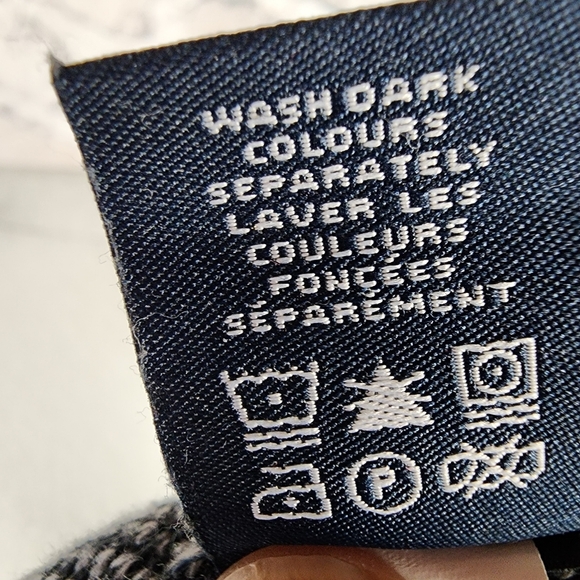 WASH DARK
COLOURS
SEPARATELY
LAVER LES
COULEURS
FONCÉES
SÉPARÉMENT
P